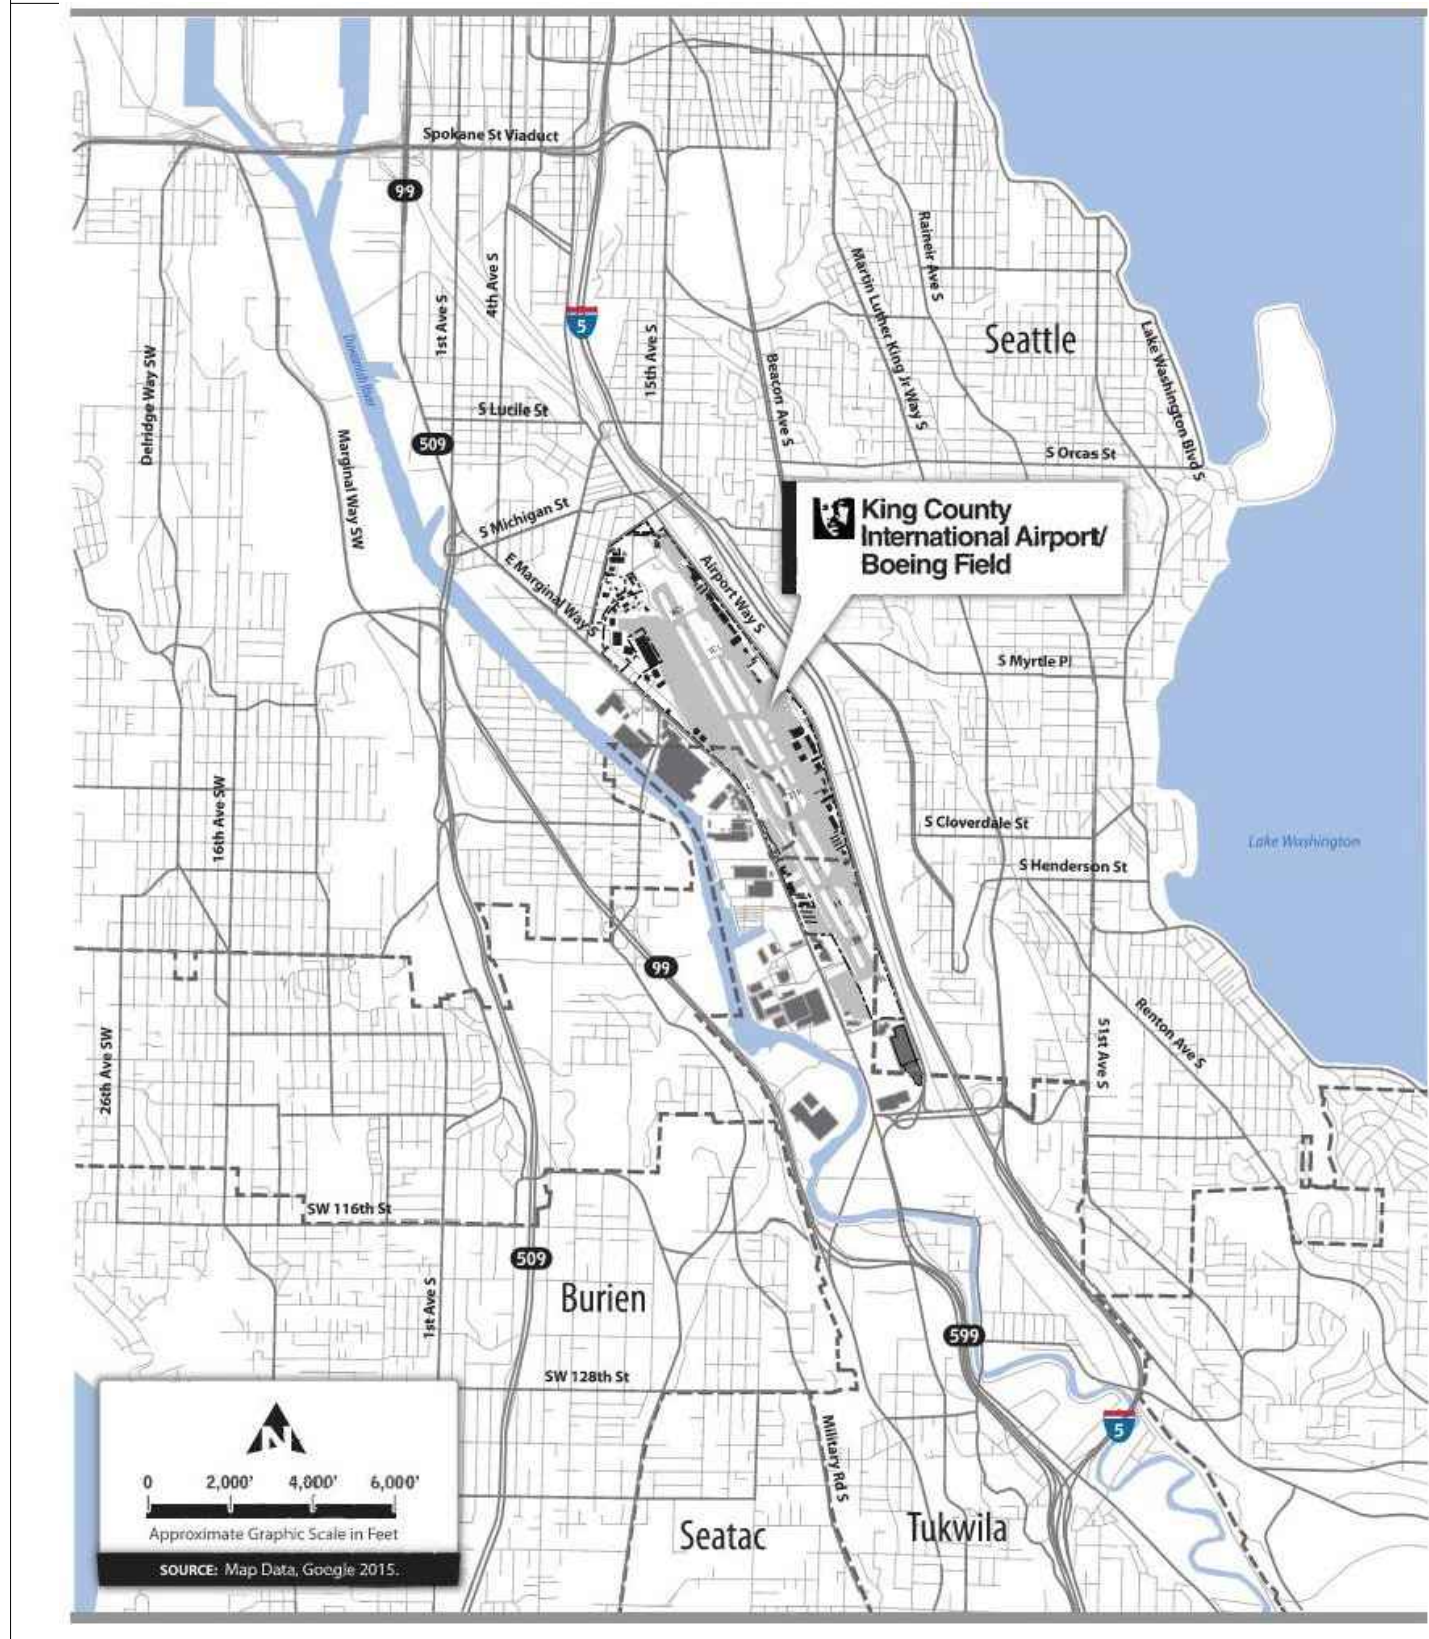 Spokane St Viaduct
99
Raineir Ave S
Martin Luther King Jr Way S
4th Ave S
1st Ave S
5
15th Ave S
Seattle
Lake Washington Blvd S
Duwamish River
Delridge Way SW
Beacon Ave S
S Lucile St
509
Marginal Way SW
S Orcas St
S Michigan St
King County
International Airport/
Boeing Field
E Marginal Way S
Airport Way S
S Myrtle Pl
16th Ave SW
S Cloverdale St
Lake Washington
S Henderson St
99
26th Ave SW
51st Ave S
Renton Ave S
SW 116th St
509
1st Ave S
Burien
599
SW 128th St
5
Military Rd S
Seatac
Tukwila
N
0 2,000' 4,000' 6,000'
Approximate Graphic Scale in Feet
SOURCE: Map Data, Google 2015.